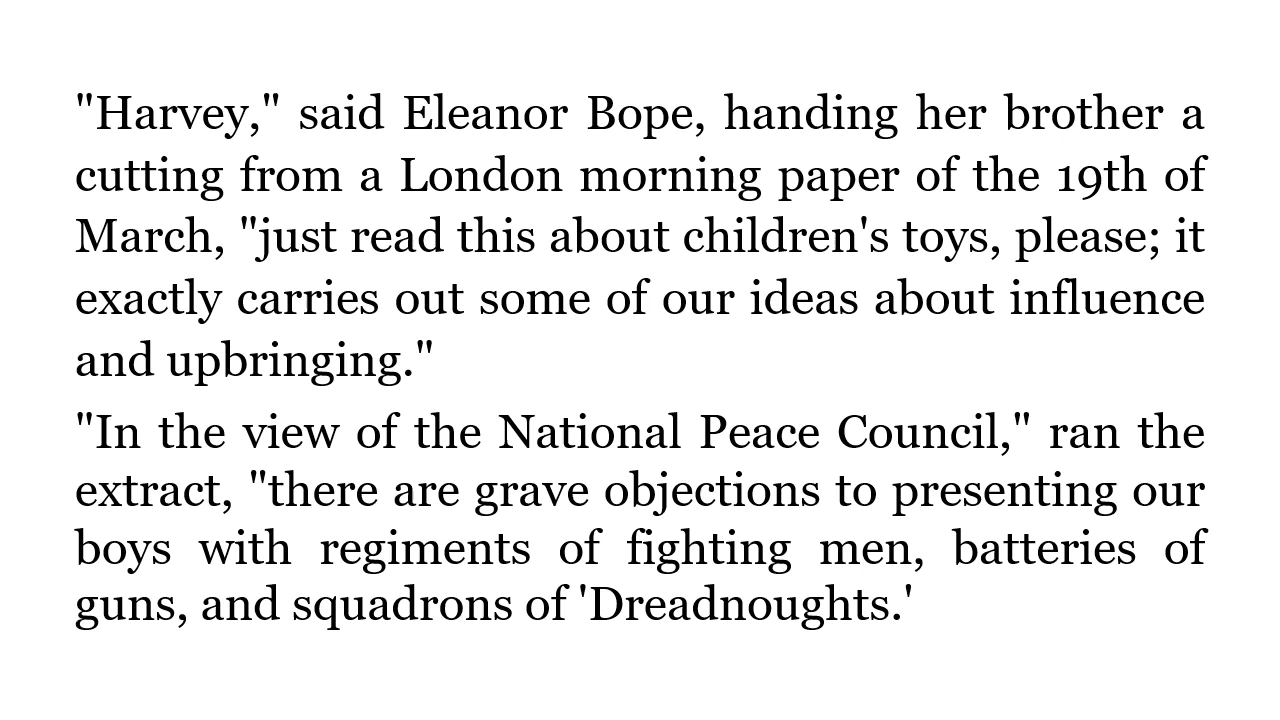 "Harvey," said Eleanor Bope, handing her brother a
cutting from a London morning paper of the 19th of
March, "just read this about children's toys, please; it
exactly carries out some of our ideas about influence
and upbringing."
"In the view of the National Peace Council," ran the
extract, "there are grave objections to presenting our
boys with regiments of fighting men, batteries of
guns, and squadrons of 'Dreadnoughts.'